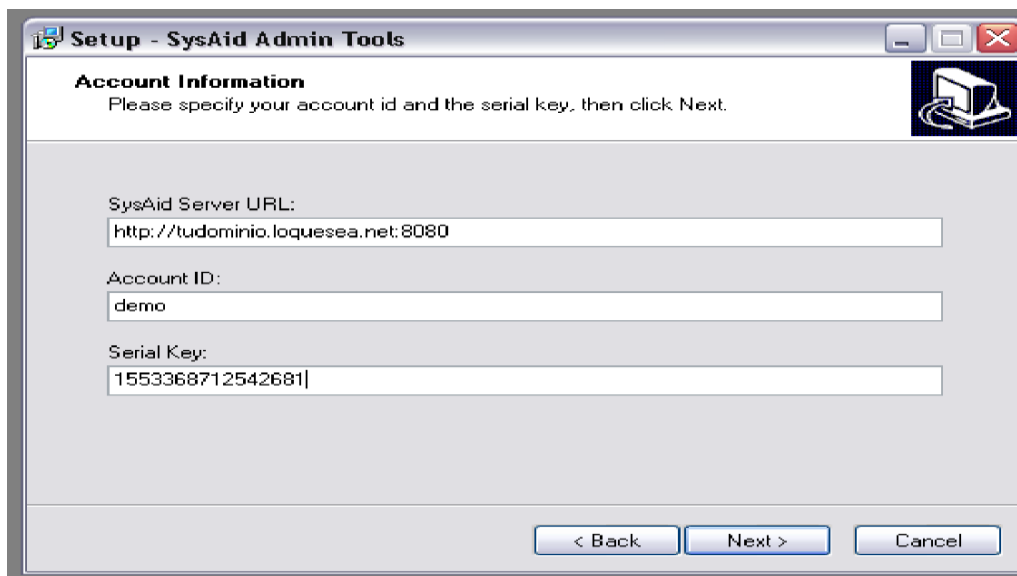 Setup - SysAid Admin Tools
Account Information
Please specify your account id and the serial key, then click Next.
SysAid Server URL:
http://tudominio.loquesea.net:8080
Account ID:
demo
Serial Key:
1553368712542681
< Back Next > Cancel